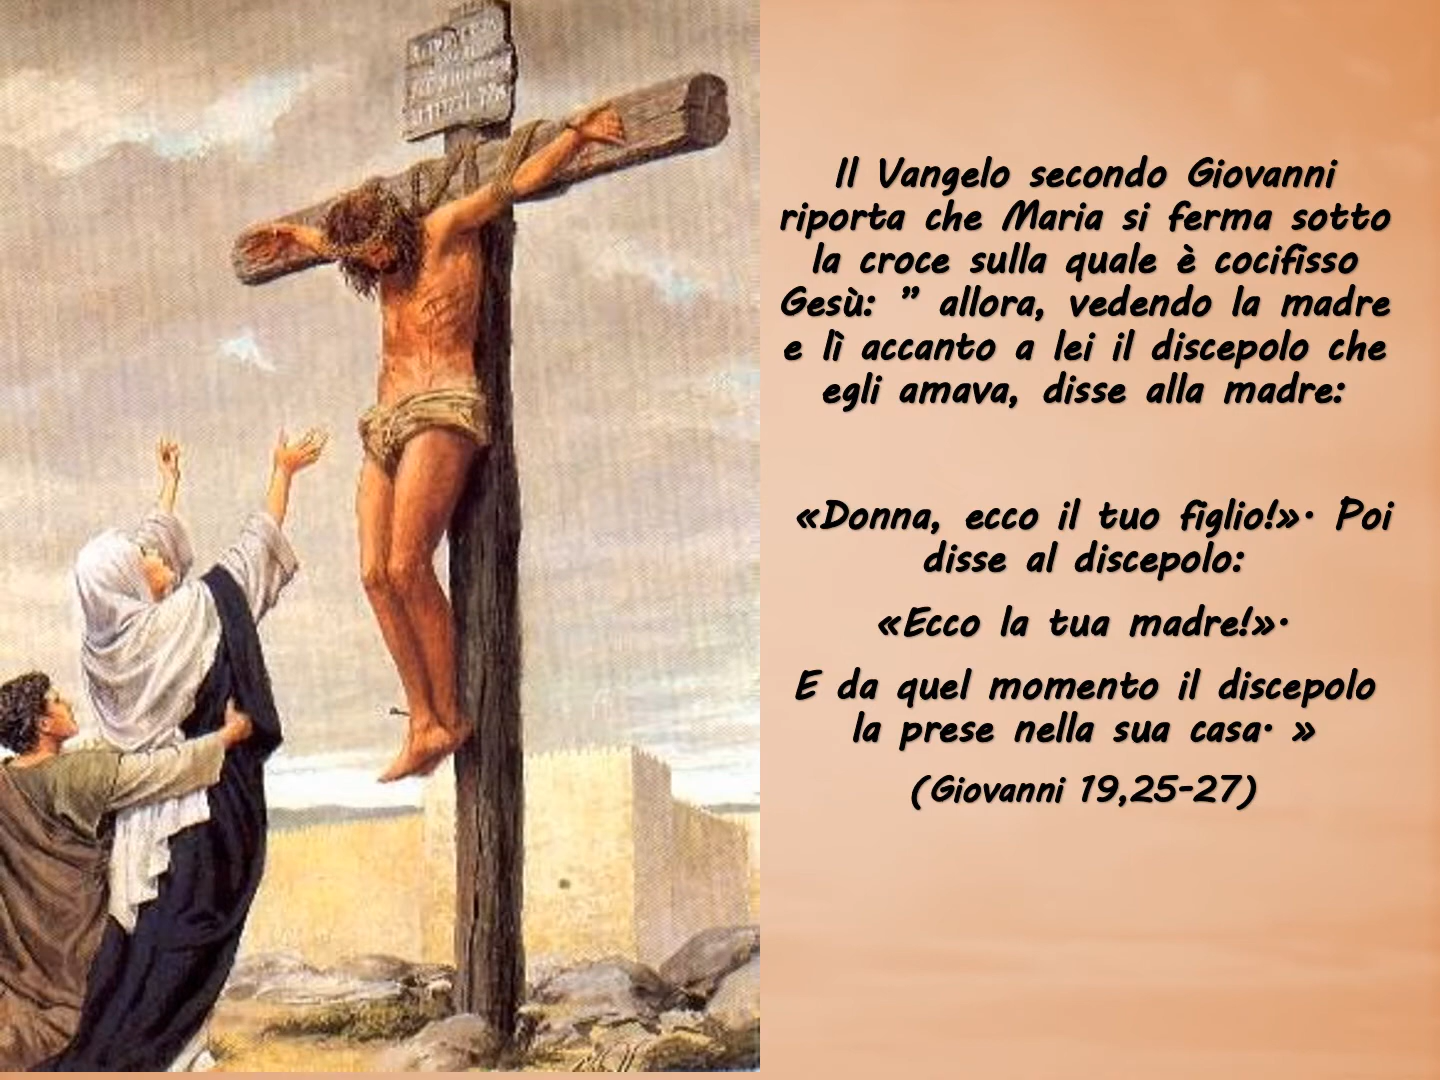 Il Vangelo secondo Giovanni
riporta che Maria si ferma sotto
la croce sulla quale è cocifisso
Gesù: ” allora, vedendo la madre
e lì accanto a lei il discepolo che
egli amava, disse alla madre:
«Donna, ecco il tuo figlio!»· Poi
disse al discepolo:
«Ecco la tua madre!»·
E da quel momento il discepolo
la prese nella sua casa· »
(Giovanni 19,25-27)